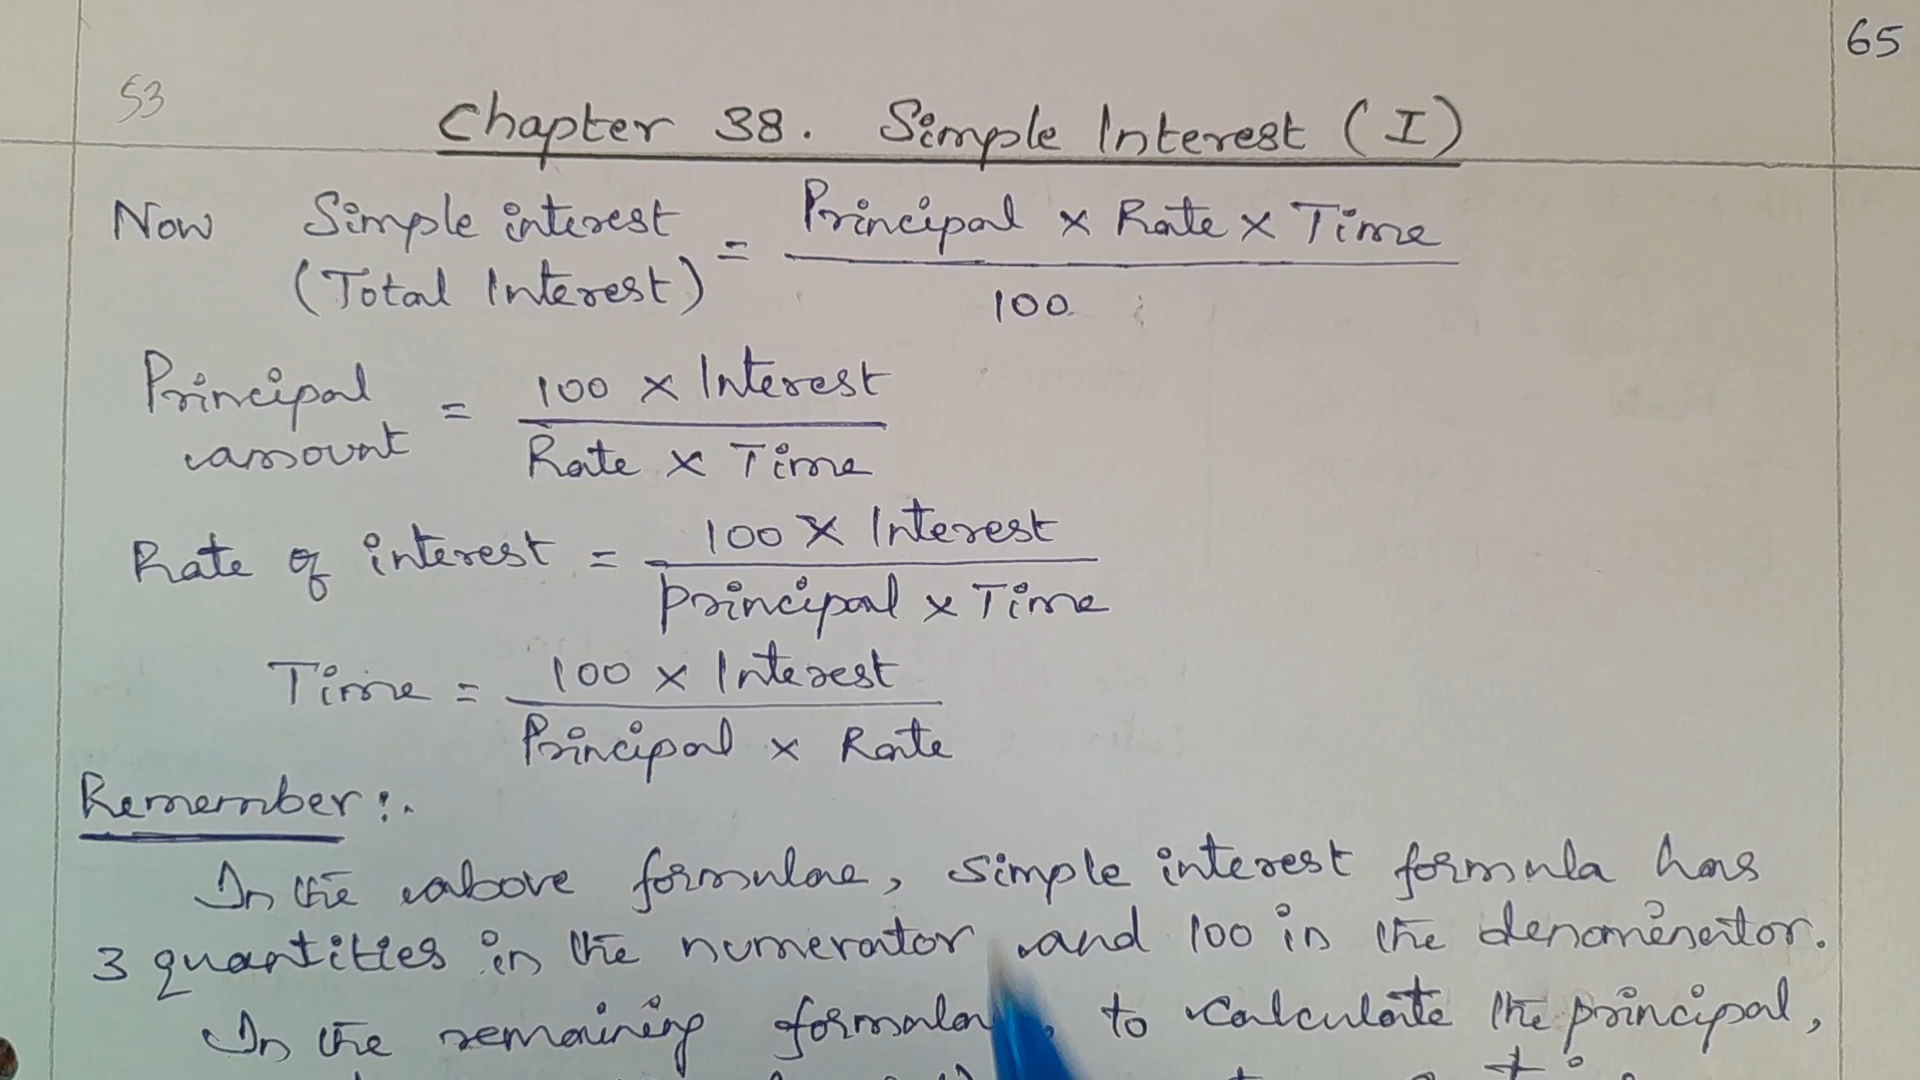 65
53
Chapter 38. Simple Interest (I)
Now Simple interest (Total Interest) = Principal × Rate × Time / 100
Principal amount = 100 × Interest / Rate × Time
Rate of interest = 100 × Interest / Principal × Time
Time = 100 × Interest / Principal × Rate
Remember:.
In the above formulae, simple interest formula has
3 quantities in the numerator and 100 in the denominator.
In the remaining formula, to calculate the principal,